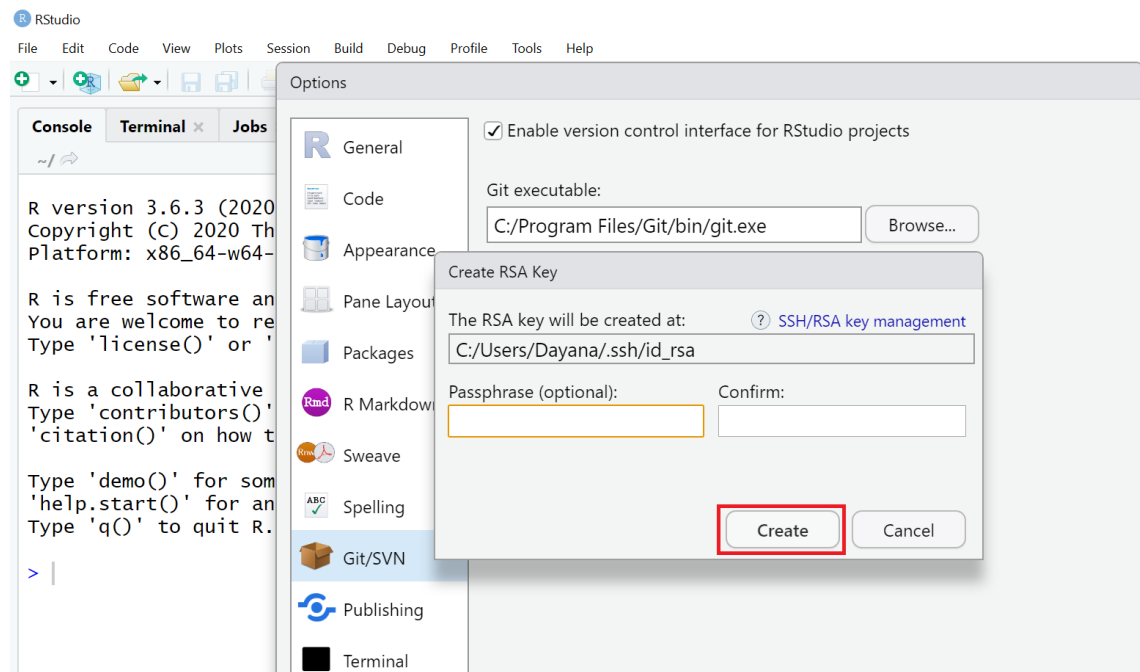 RStudio
File Edit Code View Plots Session Build Debug Profile Tools Help
Console Terminal Jobs
~/
R version 3.6.3 (2020
Copyright (C) 2020 Th
Platform: x86_64-w64-
R is free software an
You are welcome to re
Type 'license()' or '
R is a collaborative
Type 'contributors()'
'citation()' on how t
Type 'demo()' for som
'help.start()' for an
Type 'q()' to quit R.
>
Options
R General
Code
Appearance
Pane Layout
Packages
Rmd R Markdown
Rnw Sweave
ABC Spelling
Git/SVN
Publishing
Terminal
Enable version control interface for RStudio projects
Git executable:
C:/Program Files/Git/bin/git.exe Browse...
Create RSA Key
The RSA key will be created at: ? SSH/RSA key management
C:/Users/Dayana/.ssh/id_rsa
Passphrase (optional): Confirm:
Create Cancel